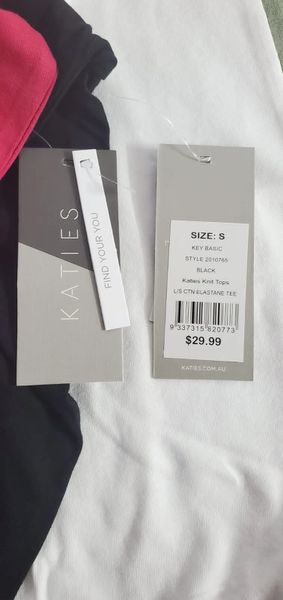 KATIES
FIND YOUR YOU
SIZE: S
KEY BASIC
STYLE 2010765
BLACK
Katies Knit Tops
L/S CTN ELASTANE TEE
9 337315 820773
$29.99
KATIES.COM.AU